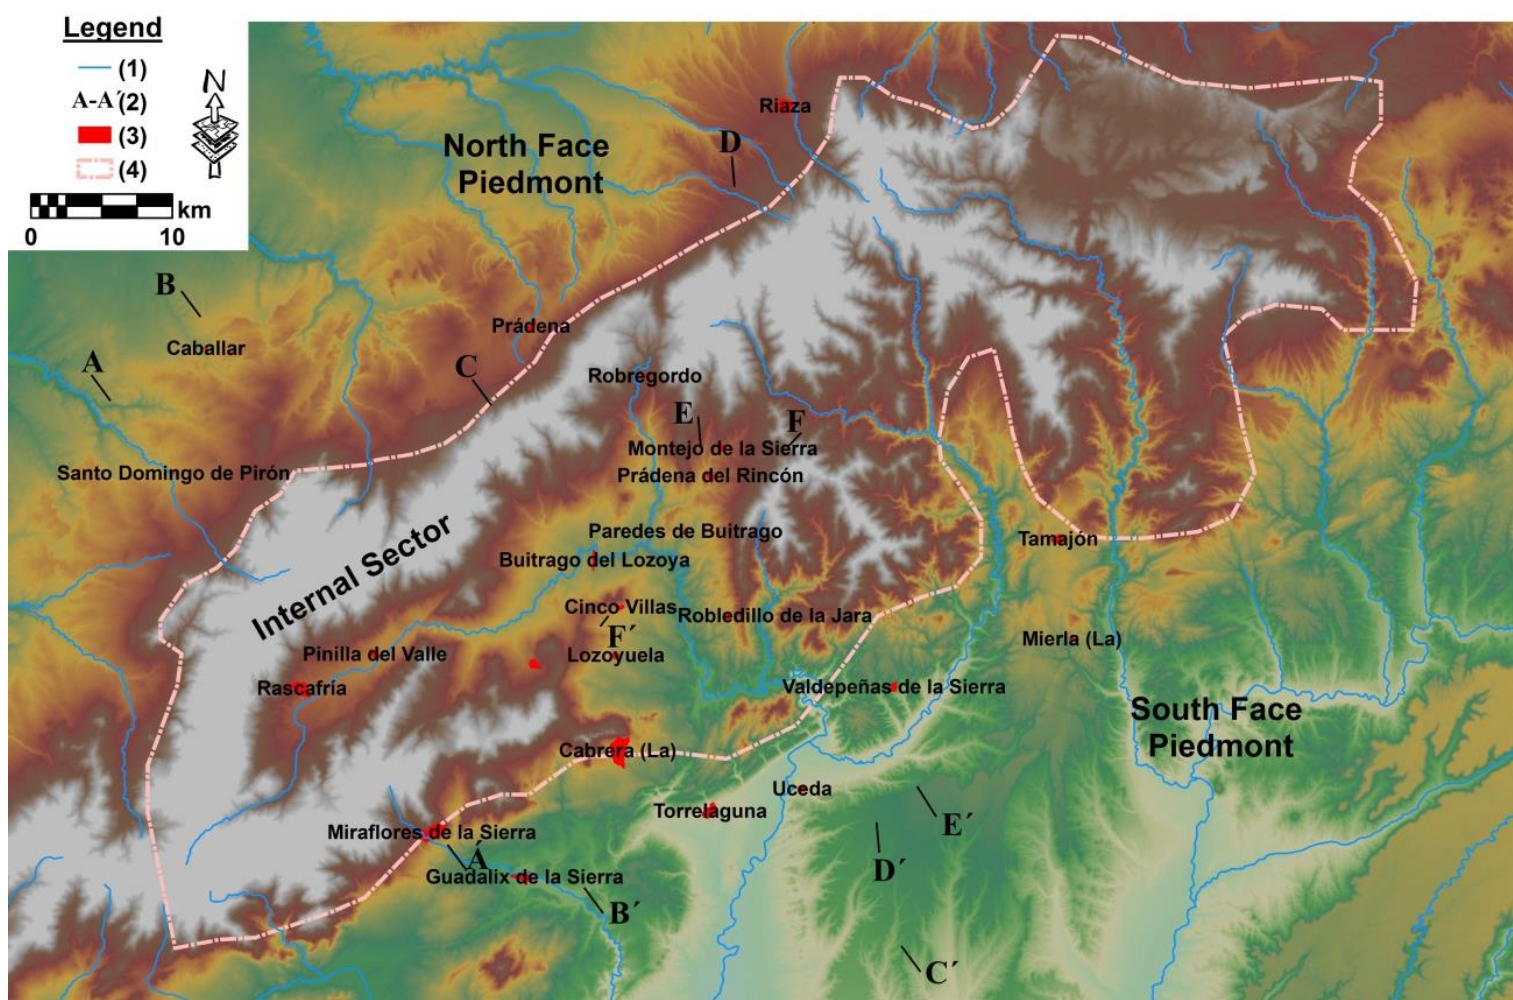 Legend
(1)
A-A´(2)
(3)
(4)
km
0 10
N
North Face
Piedmont
Riaza
D
B
Caballar
A
Prádena
C
Robregordo
E
F
Montejo de la Sierra
Prádena del Rincón
Santo Domingo de Pirón
Paredes de Buitrago
Internal Sector
Buitrago del Lozoya
Tamajón
Cinco Villas
Robledillo de la Jara
F´
Mierla (La)
Pinilla del Valle
Lozoyuela
Rascafría
Valdepeñas de la Sierra
South Face
Piedmont
Cabrera (La)
Uceda
Torrelaguna
E´
Miraflores de la Sierra
A´
D´
Guadalix de la Sierra
B´
C´